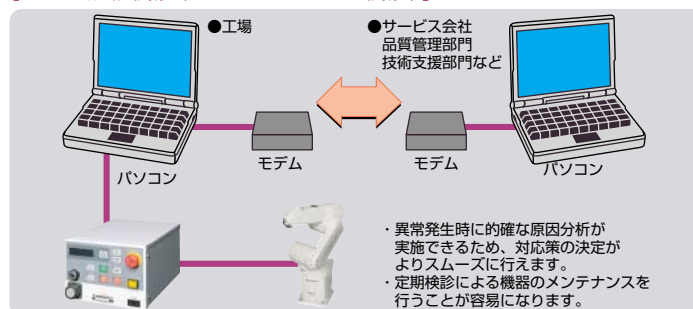 ●工場
●サービス会社
品質管理部門
技術支援部門など
モデム
モデム
パソコン
パソコン
・異常発生時に的確な原因分析が
実施できるため、対応策の決定が
よりスムーズに行えます。
・定期検診による機器のメンテナンスを
行うことが容易になります。